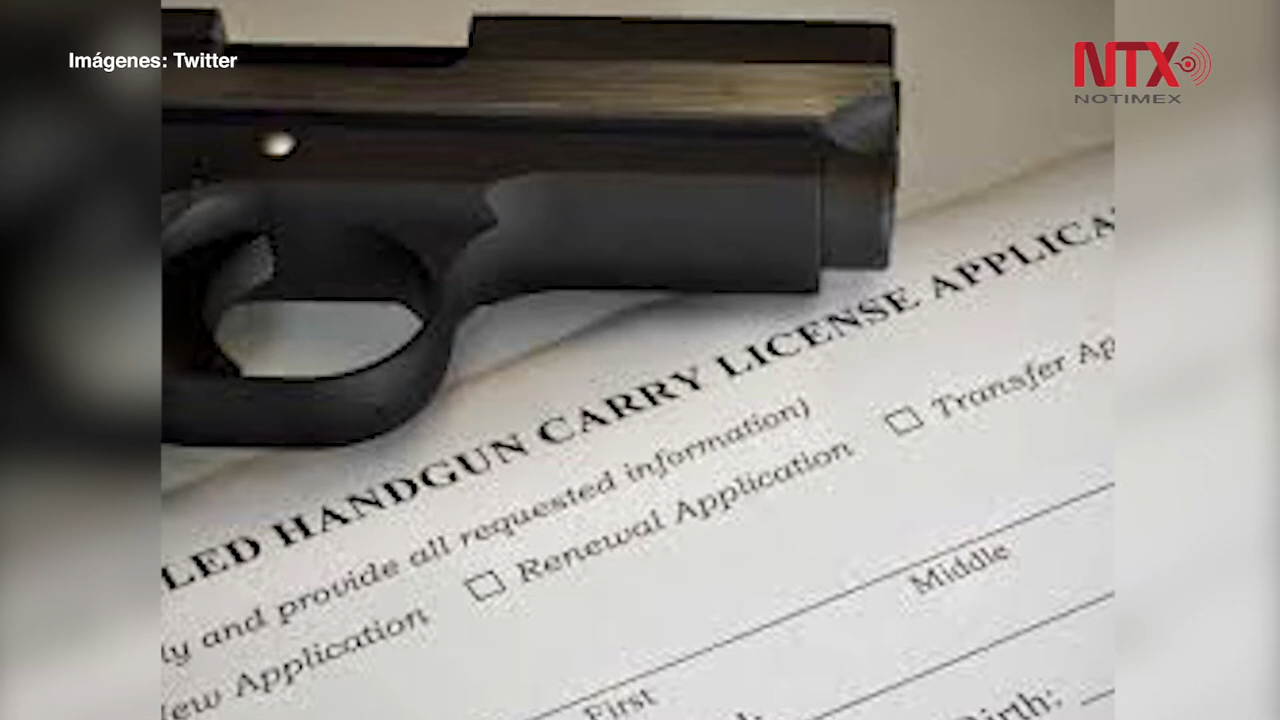 Imágenes: Twitter
NTX
NOTIMEX
LED HANDGUN CARRY LICENSE APPLICA
ly and provide all requested information)
ew Application □ Renewal Application □ Transfer Ap
First Middle
Birth: